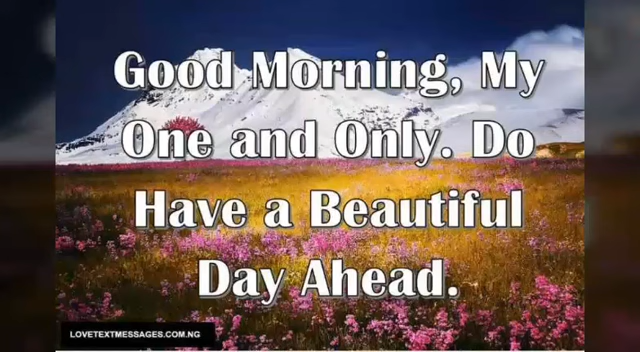 Good Morning, My
One and Only. Do
Have a Beautiful
Day Ahead.
LOVETEXTMESSAGES.COM.NG